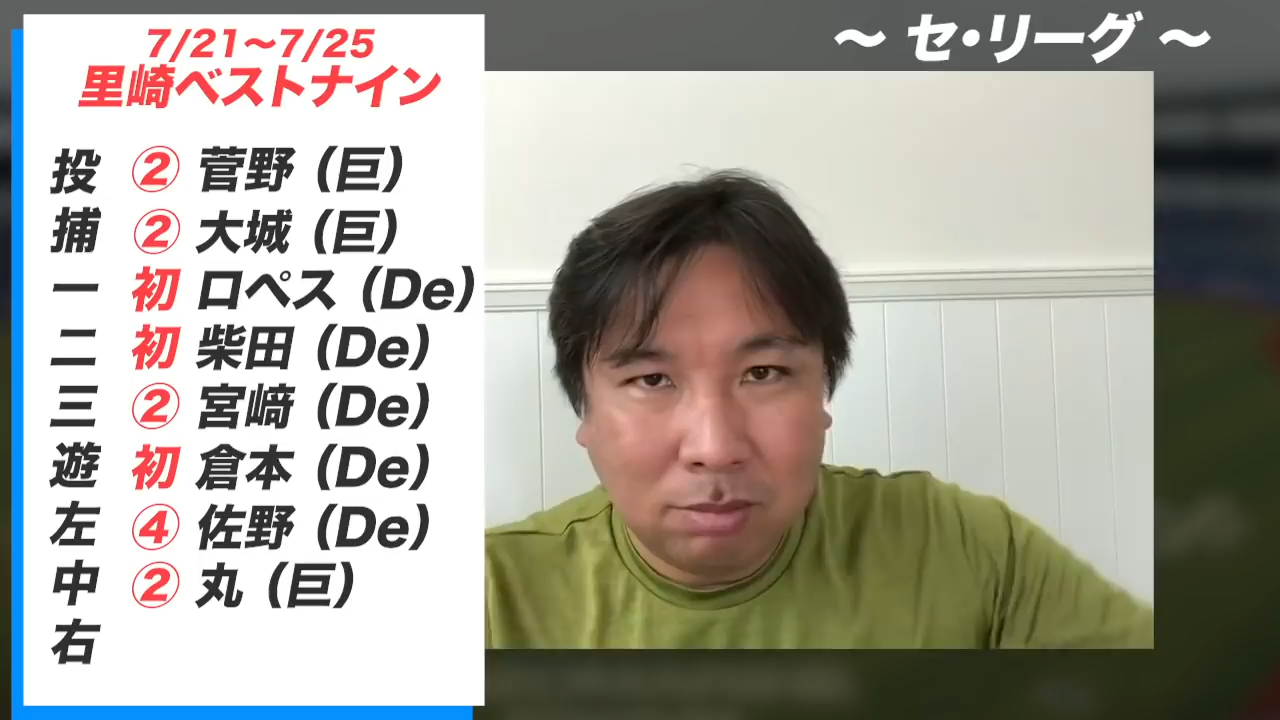 7/21〜7/25
里崎ベストナイン
〜 セ・リーグ 〜
投 ② 菅野（巨）
捕 ② 大城（巨）
一 初 ロペス（De）
二 初 柴田（De）
三 ② 宮﨑（De）
遊 初 倉本（De）
左 ④ 佐野（De）
中 ② 丸（巨）
右